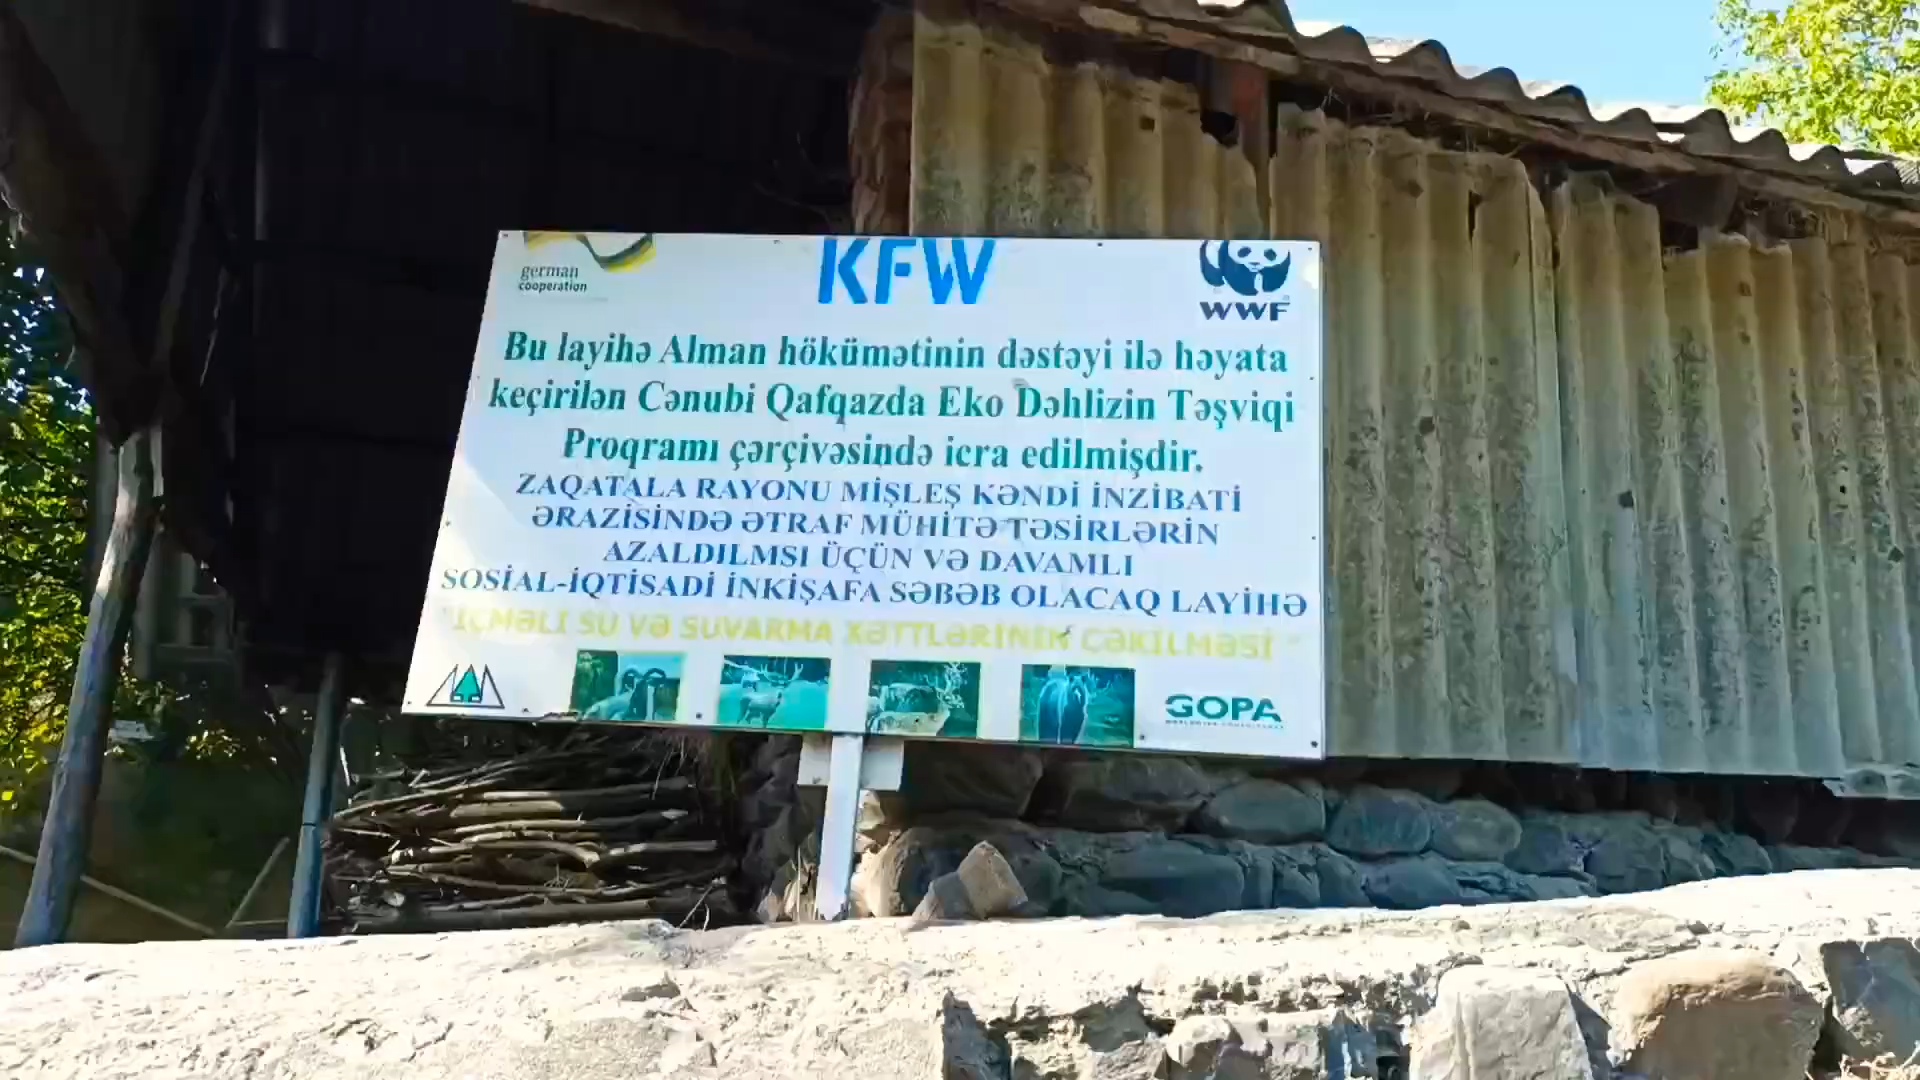 german
cooperation
KFW
WWF
Bu layihə Alman hökümətinin dəstəyi ilə həyata
keçirilən Cənubi Qafqazda Eko Dəhlizin Təşviqi
Proqramı çərçivəsində icra edilmişdir.
ZAQATALA RAYONU MİŞLEŞ KƏNDİ İNZİBATİ
ƏRAZİSİNDƏ ƏTRAF MÜHİTƏ TƏSİRLƏRİN
AZALDILMSI ÜÇÜN VƏ DAVAMLI
SOSİAL-İQTİSADİ İNKİŞAFA SƏBƏB OLACAQ LAYİHƏ
"İÇMƏLİ SU VƏ SUVARMA XƏTTLƏRİNİN ÇƏKİLMƏSİ "
GOPA